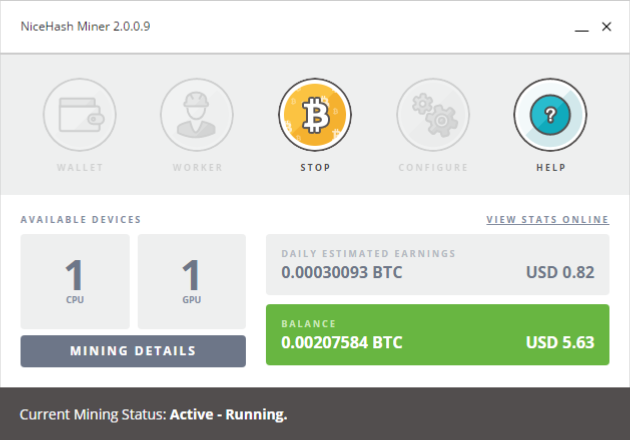 NiceHash Miner 2.0.0.9
WALLET
WORKER
STOP
CONFIGURE
HELP
AVAILABLE DEVICES
VIEW STATS ONLINE
1
CPU
1
GPU
MINING DETAILS
DAILY ESTIMATED EARNINGS
0.00030093 BTC USD 0.82
BALANCE
0.00207584 BTC USD 5.63
Current Mining Status: Active - Running.